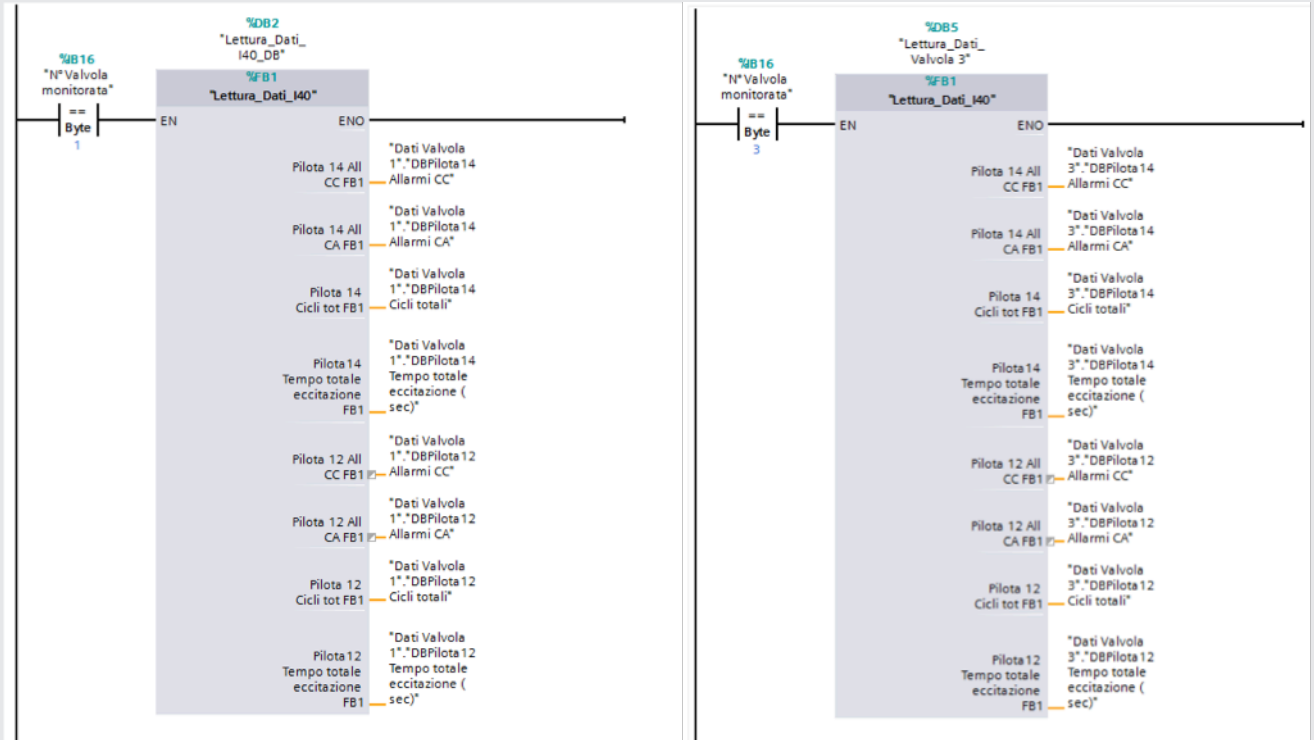 %DB2
"Lettura_Dati_
I40_DB"
%IB16
"N° Valvola
monitorata"
==
Byte
1
%FB1
"Lettura_Dati_I40"
EN
ENO
Pilota 14 All
CC FB1
"Dati Valvola
1"."DBPilota14
Allarmi CC"
Pilota 14 All
CA FB1
"Dati Valvola
1"."DBPilota14
Allarmi CA"
Pilota 14
Cicli tot FB1
"Dati Valvola
1"."DBPilota14
Cicli totali"
Pilota14
Tempo totale
eccitazione
FB1
"Dati Valvola
1"."DBPilota14
Tempo totale
eccitazione (
sec)"
Pilota 12 All
CC FB1
"Dati Valvola
1"."DBPilota12
Allarmi CC"
Pilota 12 All
CA FB1
"Dati Valvola
1"."DBPilota12
Allarmi CA"
Pilota 12
Cicli tot FB1
"Dati Valvola
1"."DBPilota12
Cicli totali"
Pilota12
Tempo totale
eccitazione
FB1
"Dati Valvola
1"."DBPilota12
Tempo totale
eccitazione (
sec)"
%DB5
"Lettura_Dati_
Valvola 3"
%IB16
"N° Valvola
monitorata"
==
Byte
3
%FB1
"Lettura_Dati_I40"
EN
ENO
Pilota 14 All
CC FB1
"Dati Valvola
3"."DBPilota14
Allarmi CC"
Pilota 14 All
CA FB1
"Dati Valvola
3"."DBPilota14
Allarmi CA"
Pilota 14
Cicli tot FB1
"Dati Valvola
3"."DBPilota14
Cicli totali"
Pilota14
Tempo totale
eccitazione
FB1
"Dati Valvola
3"."DBPilota14
Tempo totale
eccitazione (
sec)"
Pilota 12 All
CC FB1
"Dati Valvola
3"."DBPilota12
Allarmi CC"
Pilota 12 All
CA FB1
"Dati Valvola
3"."DBPilota12
Allarmi CA"
Pilota 12
Cicli tot FB1
"Dati Valvola
3"."DBPilota12
Cicli totali"
Pilota12
Tempo totale
eccitazione
FB1
"Dati Valvola
3"."DBPilota12
Tempo totale
eccitazione (
sec)"